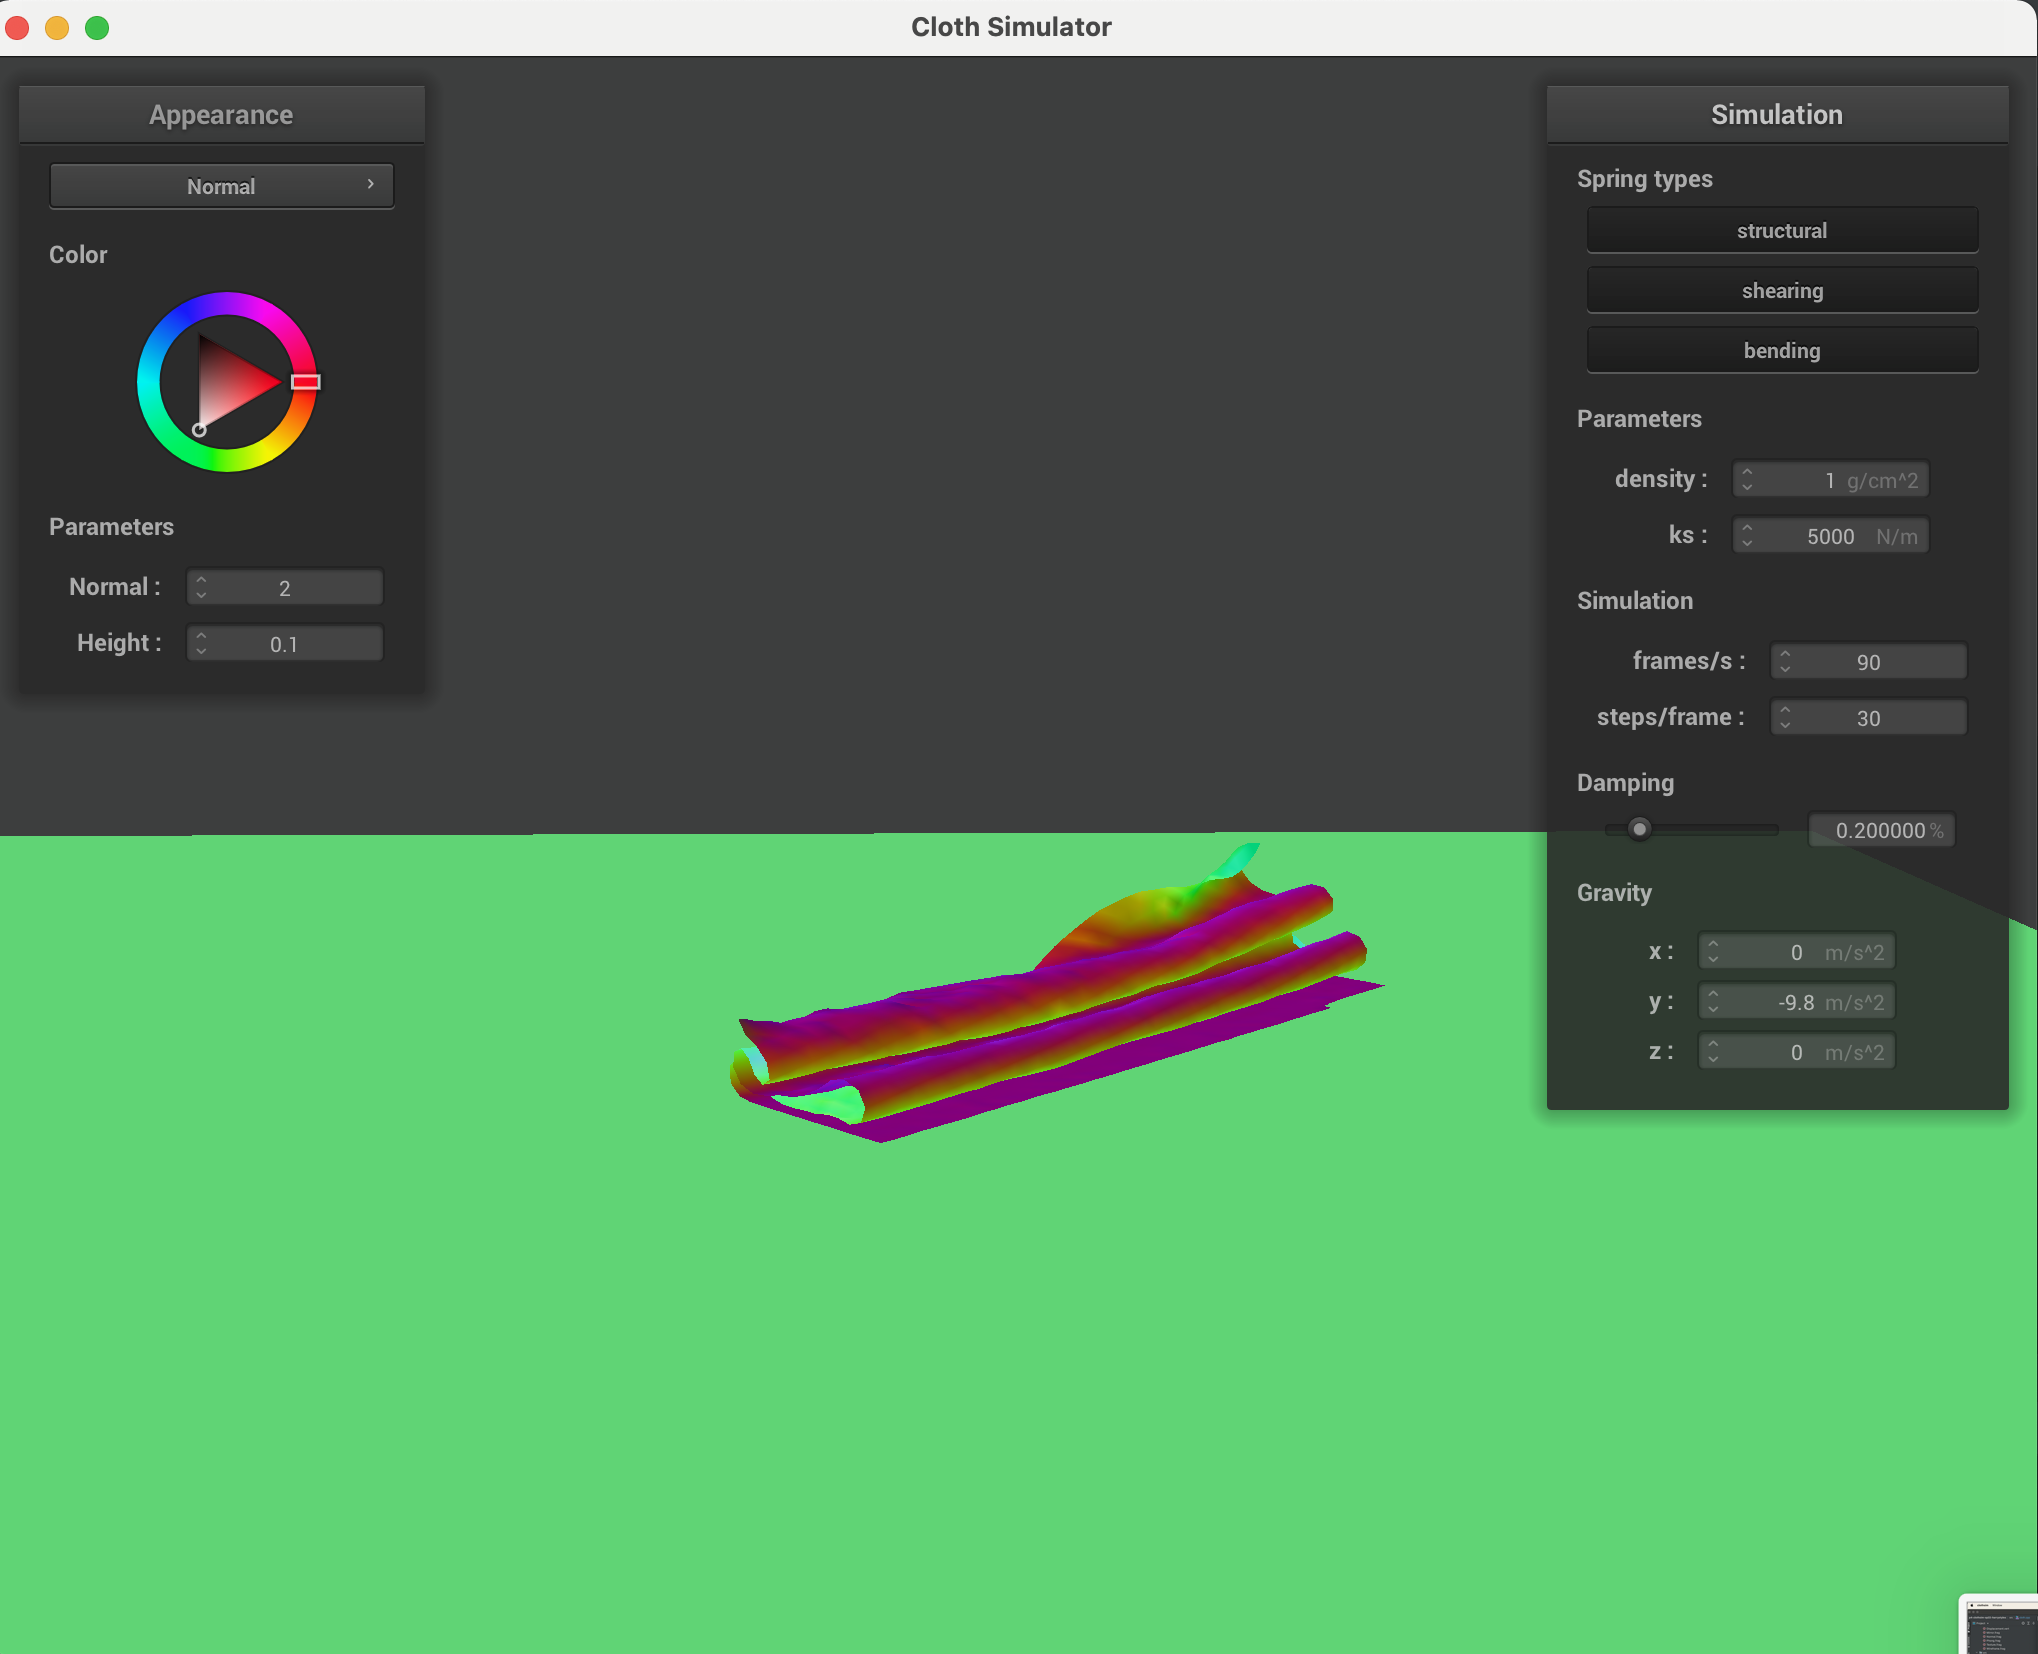 Cloth Simulator
Appearance
Normal
Color
Parameters
Normal : 2
Height : 0.1
Simulation
Spring types
structural
shearing
bending
Parameters
density : 1 g/cm^2
ks : 5000 N/m
Simulation
frames/s : 90
steps/frame : 30
Damping
0.200000 %
Gravity
x : 0 m/s^2
y : -9.8 m/s^2
z : 0 m/s^2